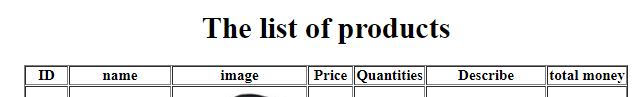 The list of products
ID name image Price Quantities Describe total money